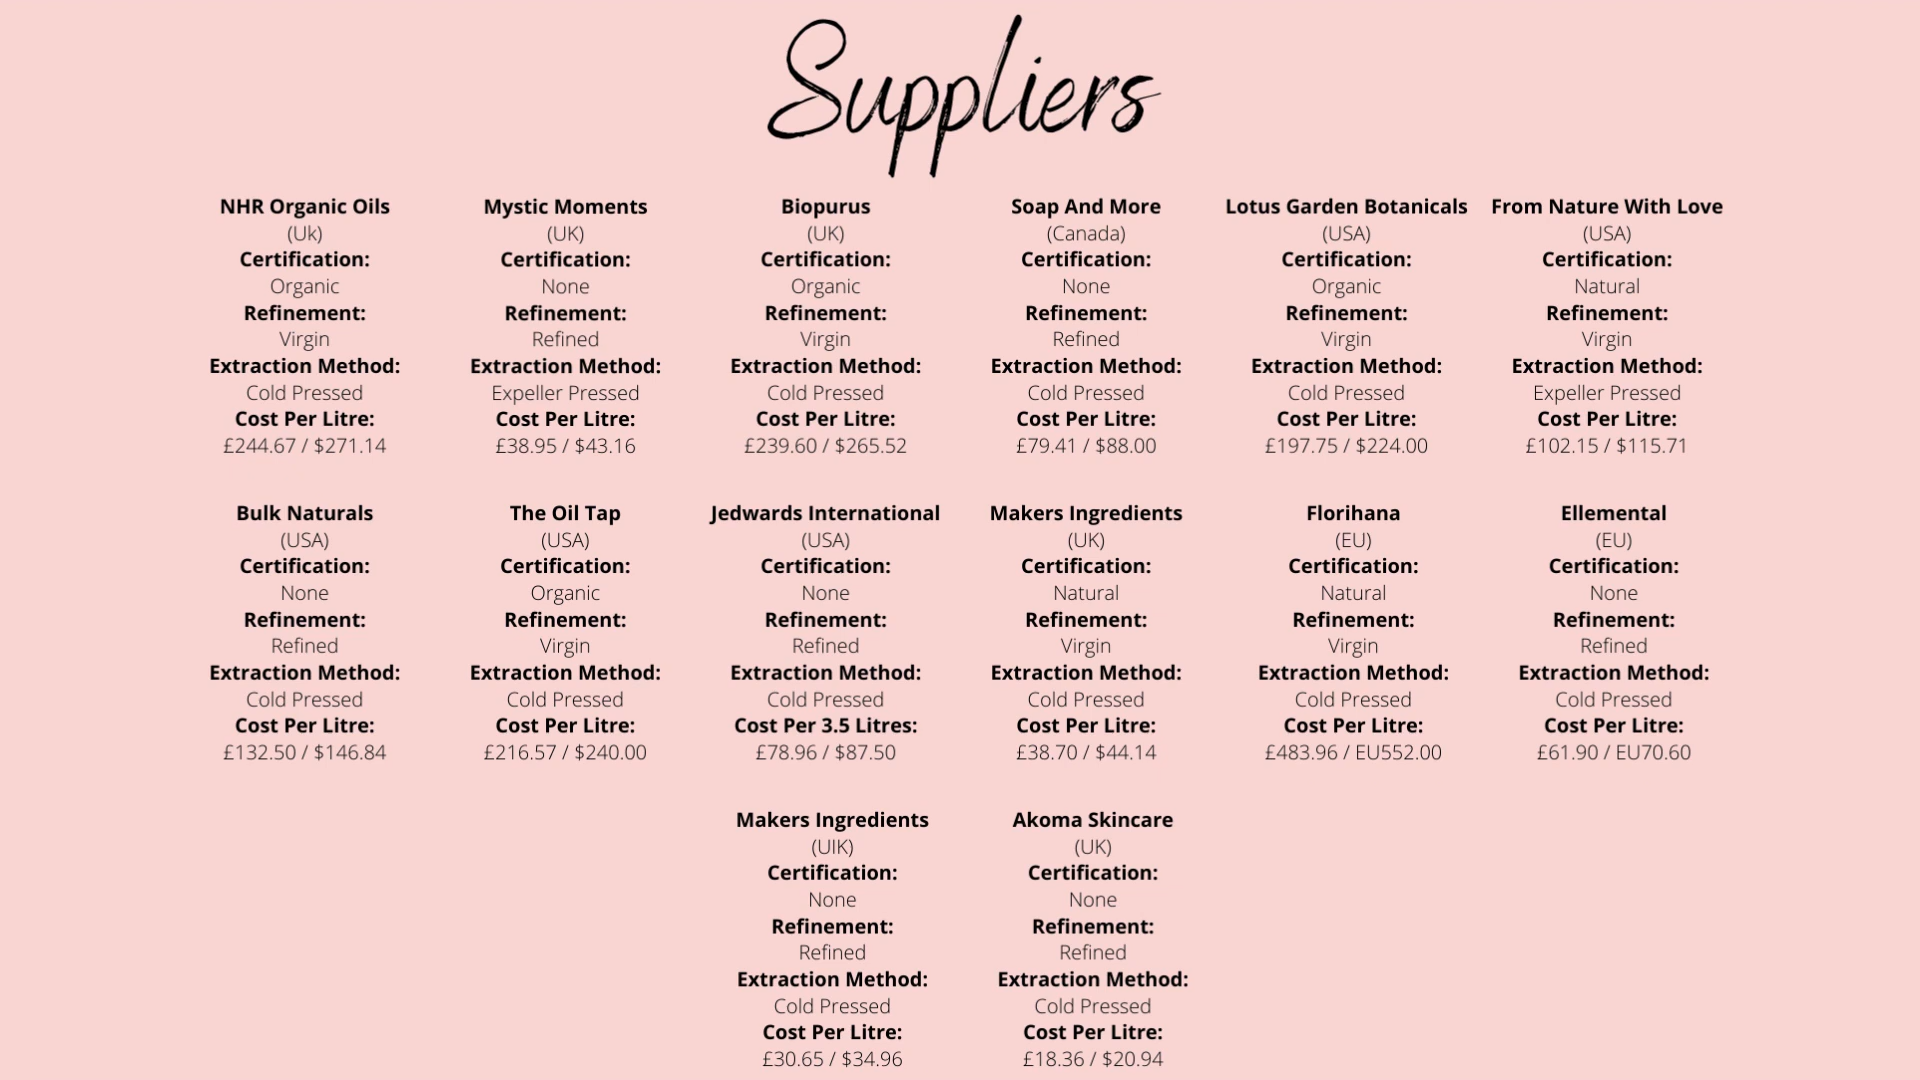 Suppliers
NHR Organic Oils
(Uk)
Certification:
Organic
Refinement:
Virgin
Extraction Method:
Cold Pressed
Cost Per Litre:
£244.67 / $271.14
Mystic Moments
(UK)
Certification:
None
Refinement:
Refined
Extraction Method:
Expeller Pressed
Cost Per Litre:
£38.95 / $43.16
Biopurus
(UK)
Certification:
Organic
Refinement:
Virgin
Extraction Method:
Cold Pressed
Cost Per Litre:
£239.60 / $265.52
Soap And More
(Canada)
Certification:
None
Refinement:
Refined
Extraction Method:
Cold Pressed
Cost Per Litre:
£79.41 / $88.00
Lotus Garden Botanicals
(USA)
Certification:
Organic
Refinement:
Virgin
Extraction Method:
Cold Pressed
Cost Per Litre:
£197.75 / $224.00
From Nature With Love
(USA)
Certification:
Natural
Refinement:
Virgin
Extraction Method:
Expeller Pressed
Cost Per Litre:
£102.15 / $115.71
Bulk Naturals
(USA)
Certification:
None
Refinement:
Refined
Extraction Method:
Cold Pressed
Cost Per Litre:
£132.50 / $146.84
The Oil Tap
(USA)
Certification:
Organic
Refinement:
Virgin
Extraction Method:
Cold Pressed
Cost Per Litre:
£216.57 / $240.00
Jedwards International
(USA)
Certification:
None
Refinement:
Refined
Extraction Method:
Cold Pressed
Cost Per 3.5 Litres:
£78.96 / $87.50
Makers Ingredients
(UK)
Certification:
Natural
Refinement:
Virgin
Extraction Method:
Cold Pressed
Cost Per Litre:
£38.70 / $44.14
Florihana
(EU)
Certification:
Natural
Refinement:
Virgin
Extraction Method:
Cold Pressed
Cost Per Litre:
£483.96 / EU552.00
Ellemental
(EU)
Certification:
None
Refinement:
Refined
Extraction Method:
Cold Pressed
Cost Per Litre:
£61.90 / EU70.60
Makers Ingredients
(UIK)
Certification:
None
Refinement:
Refined
Extraction Method:
Cold Pressed
Cost Per Litre:
£30.65 / $34.96
Akoma Skincare
(UK)
Certification:
None
Refinement:
Refined
Extraction Method:
Cold Pressed
Cost Per Litre:
£18.36 / $20.94